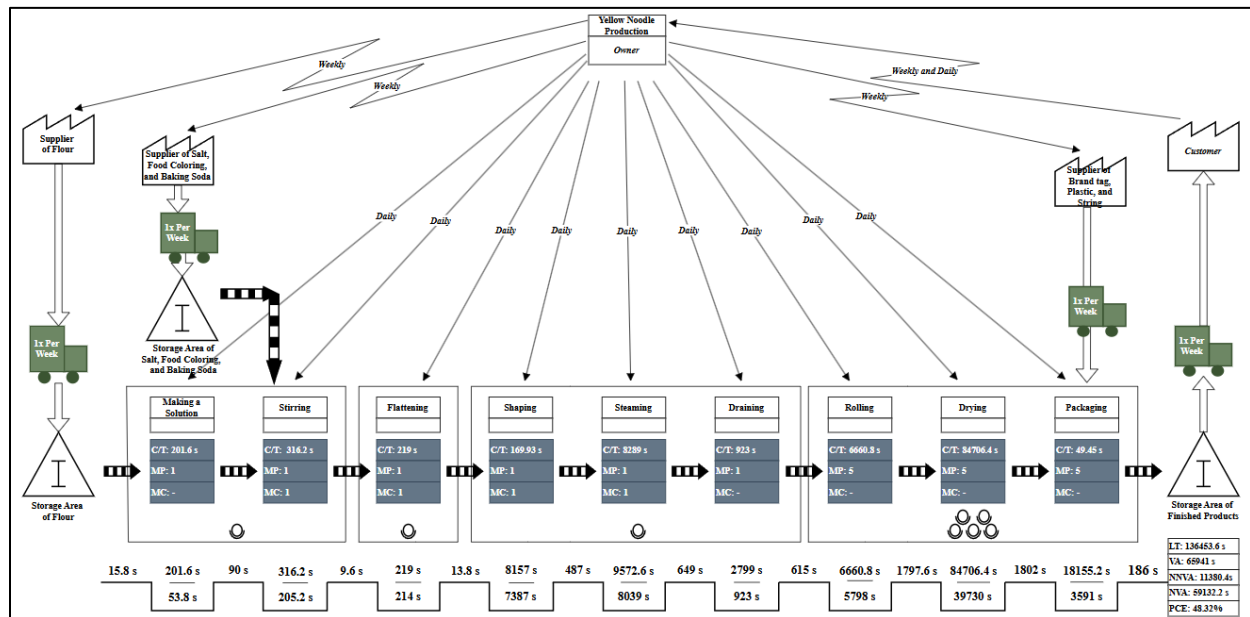 Yellow Noodle
Production
Owner
Weekly
Weekly
Weekly and Daily
Weekly
Supplier
of Flour
Supplier of Salt,
Food Coloring,
and Baking Soda
Supplier of
Brand tag,
Plastic, and
String
Customer
Daily
Daily
Daily
Daily
Daily
Daily
Daily
Daily
Daily
1x Per
Week
1x Per
Week
1x Per
Week
1x Per
Week
I
Storage Area of
Salt, Food Coloring,
and Baking Soda
I
Storage Area
of Flour
Making a
Solution
C/T: 201.6 s
MP: 1
MC: -
Stirring
C/T: 316.2 s
MP: 1
MC: 1
Flattening
C/T: 219 s
MP: 1
MC: 1
Shaping
C/T: 169.93 s
MP: 1
MC: 1
Steaming
C/T: 8289 s
MP: 1
MC: 1
Draining
C/T: 923 s
MP: 1
MC: -
Rolling
C/T: 6660.8 s
MP: 5
MC: -
Drying
C/T: 84706.4 s
MP: 5
MC: -
Packaging
C/T: 49.45 s
MP: 5
MC: -
I
Storage Area of
Finished Products
15.8 s
201.6 s
53.8 s
90 s
316.2 s
205.2 s
9.6 s
219 s
214 s
13.8 s
8157 s
7387 s
487 s
9572.6 s
8039 s
649 s
2799 s
923 s
615 s
6660.8 s
5798 s
1797.6 s
84706.4 s
39730 s
1802 s
18155.2 s
3591 s
186 s
LT: 136453.6 s
VA: 65941 s
NNVA: 11380.4s
NVA: 59132.2 s
PCE: 48.32%